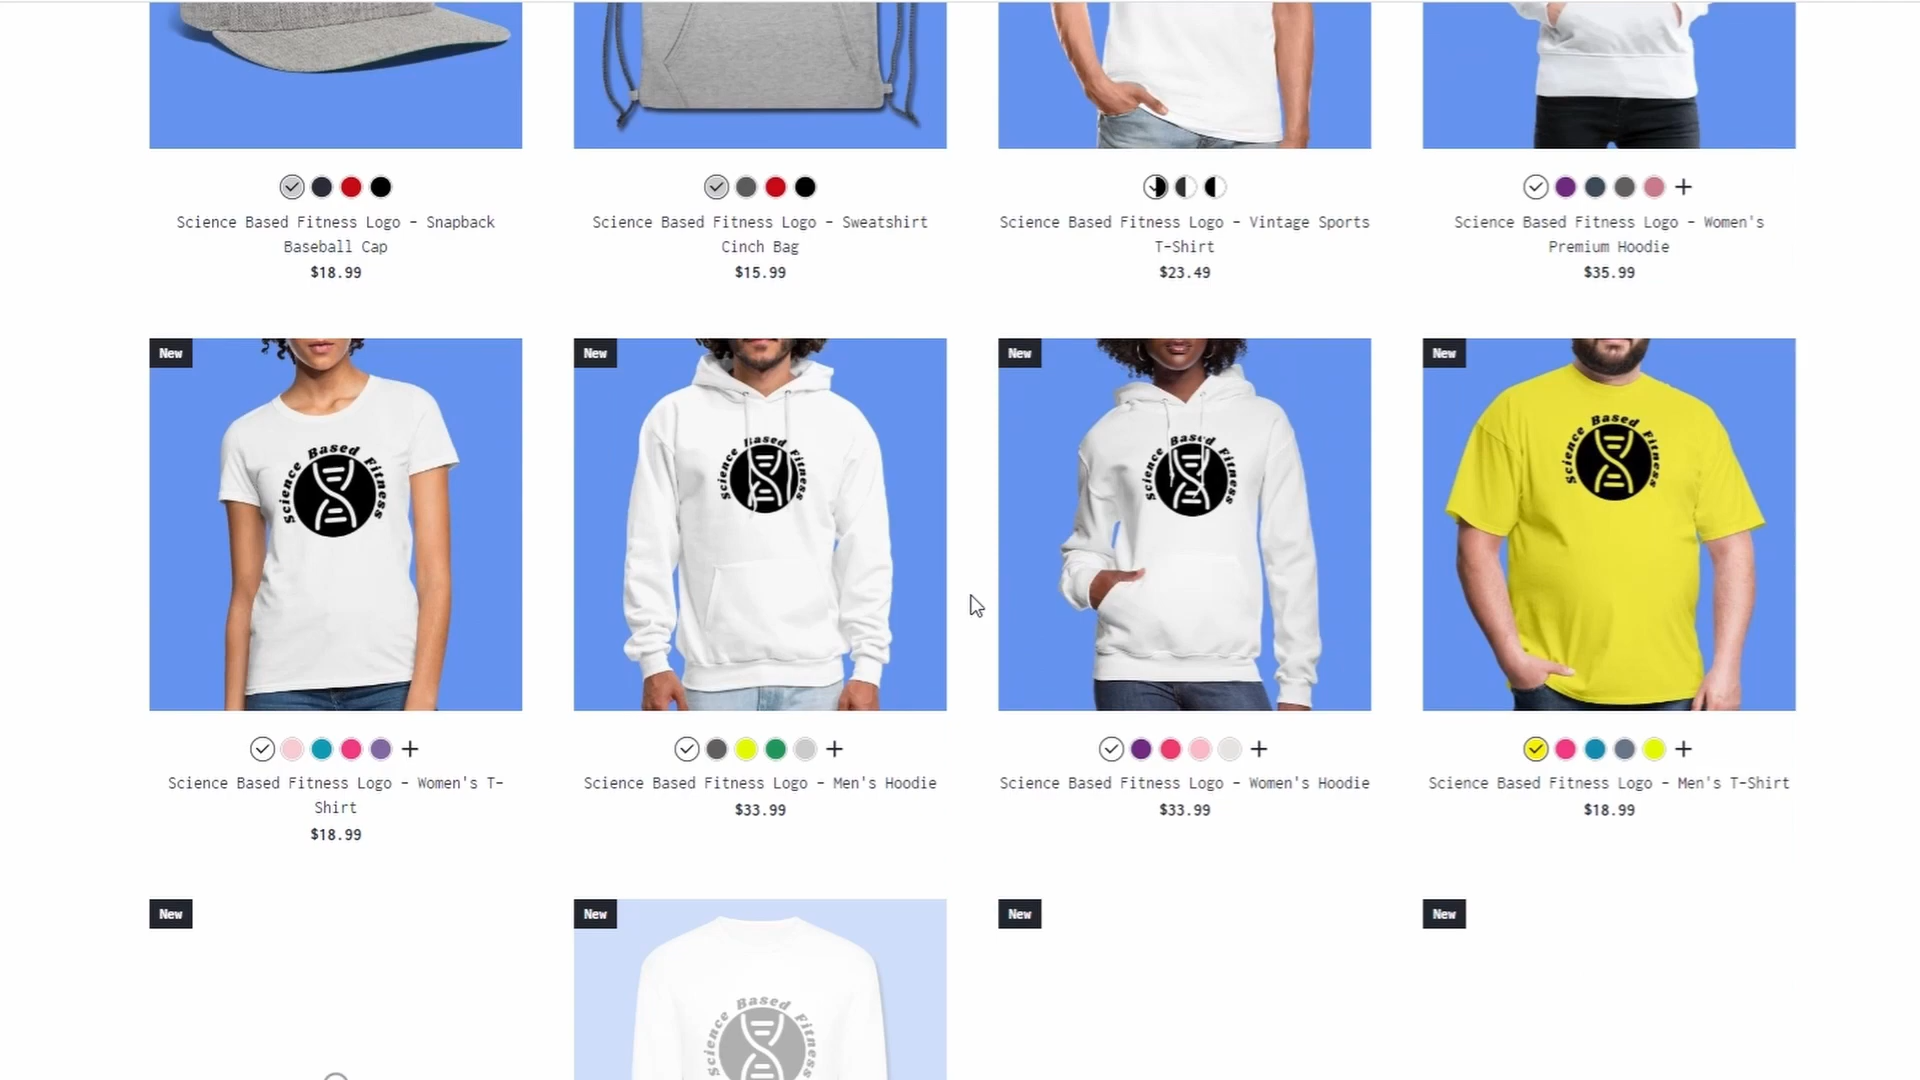 Science Based Fitness Logo - Snapback
Baseball Cap
$18.99
Science Based Fitness Logo - Sweatshirt
Cinch Bag
$15.99
Science Based Fitness Logo - Vintage Sports
T-Shirt
$23.49
Science Based Fitness Logo - Women's
Premium Hoodie
$35.99
New
Science Based Fitness
New
Science Based Fitness
New
Science Based Fitness
New
Science Based Fitness
Science Based Fitness Logo - Women's T-
Shirt
$18.99
Science Based Fitness Logo - Men's Hoodie
$33.99
Science Based Fitness Logo - Women's Hoodie
$33.99
Science Based Fitness Logo - Men's T-Shirt
$18.99
New
New
Science Based Fitness
New
New